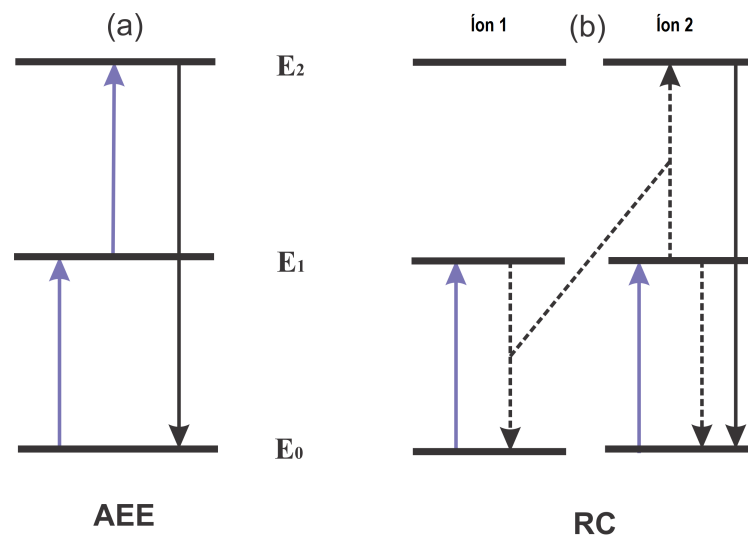 (a)
Íon 1
(b)
Íon 2
E₂
E₁
E₀
AEE
RC